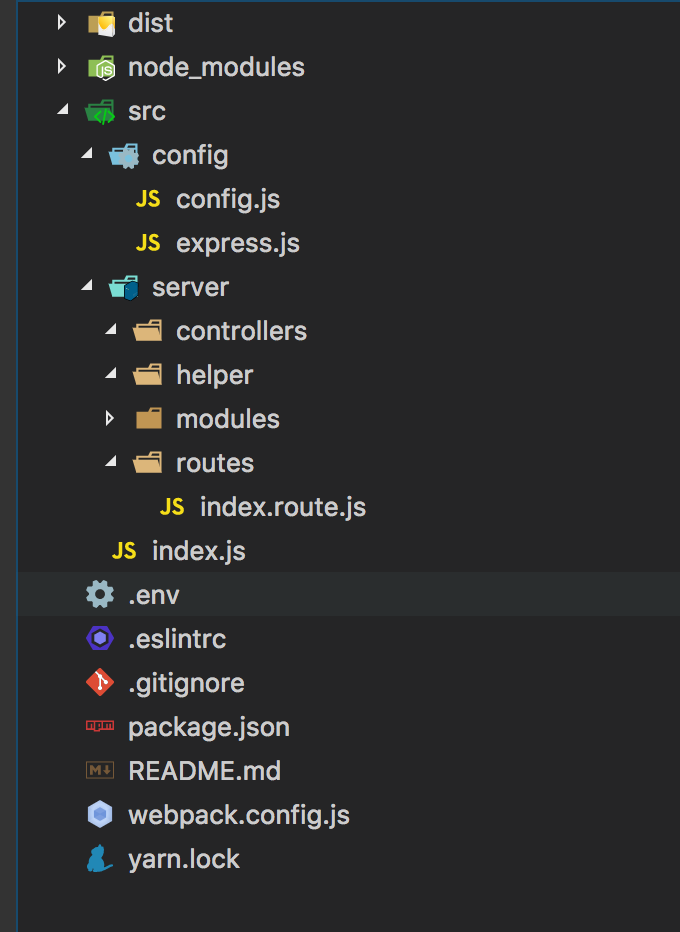 dist
node_modules
src
config
JS config.js
JS express.js
server
controllers
helper
modules
routes
JS index.route.js
JS index.js
.env
.eslintrc
.gitignore
package.json
README.md
webpack.config.js
yarn.lock